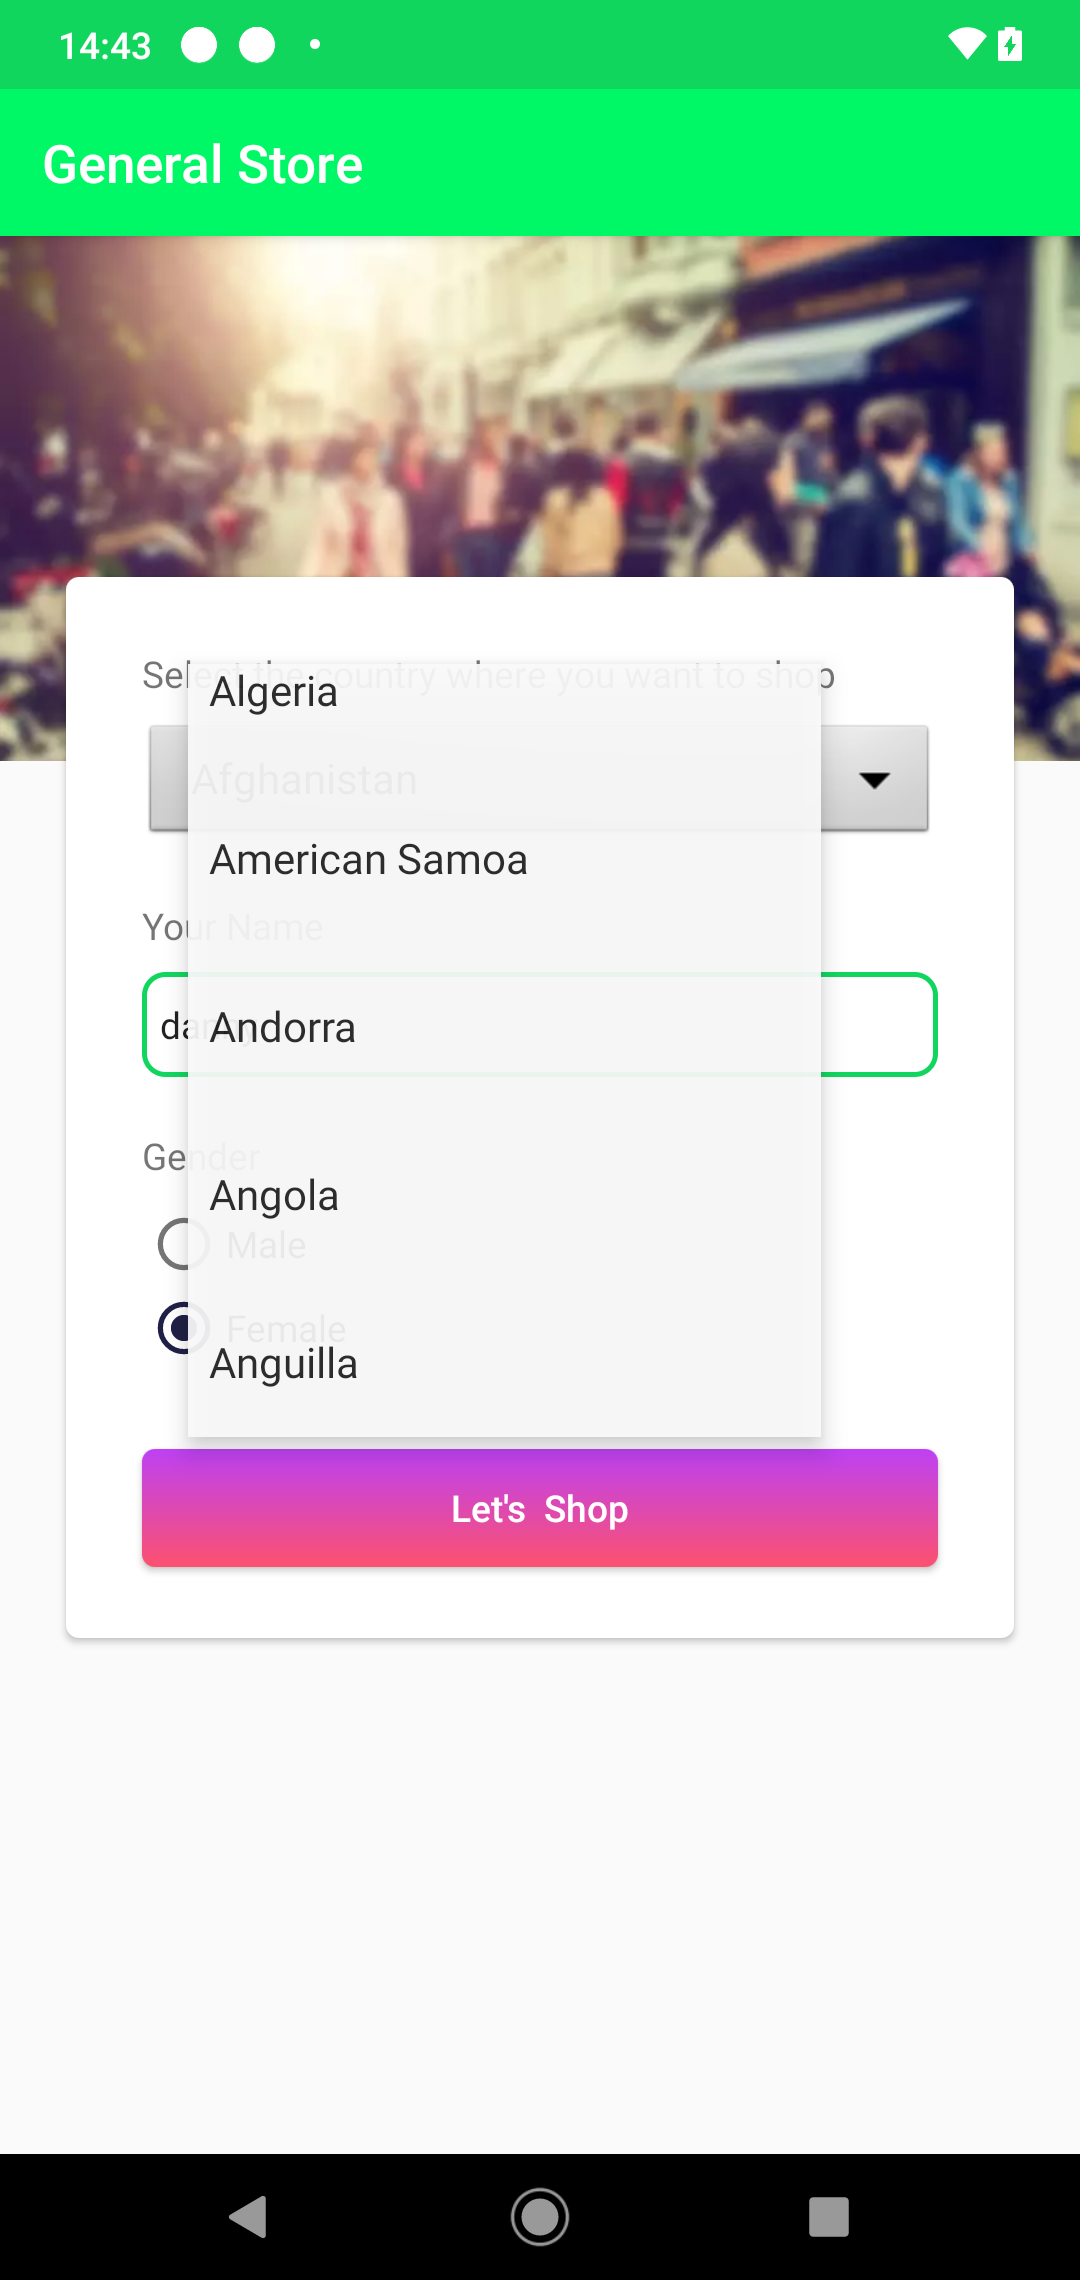 14:43
General Store
Select the country where you want to shop
Algeria
Afghanistan
American Samoa
Your Name
Andorra
Gender
Angola
Male
Female
Anguilla
Let's Shop